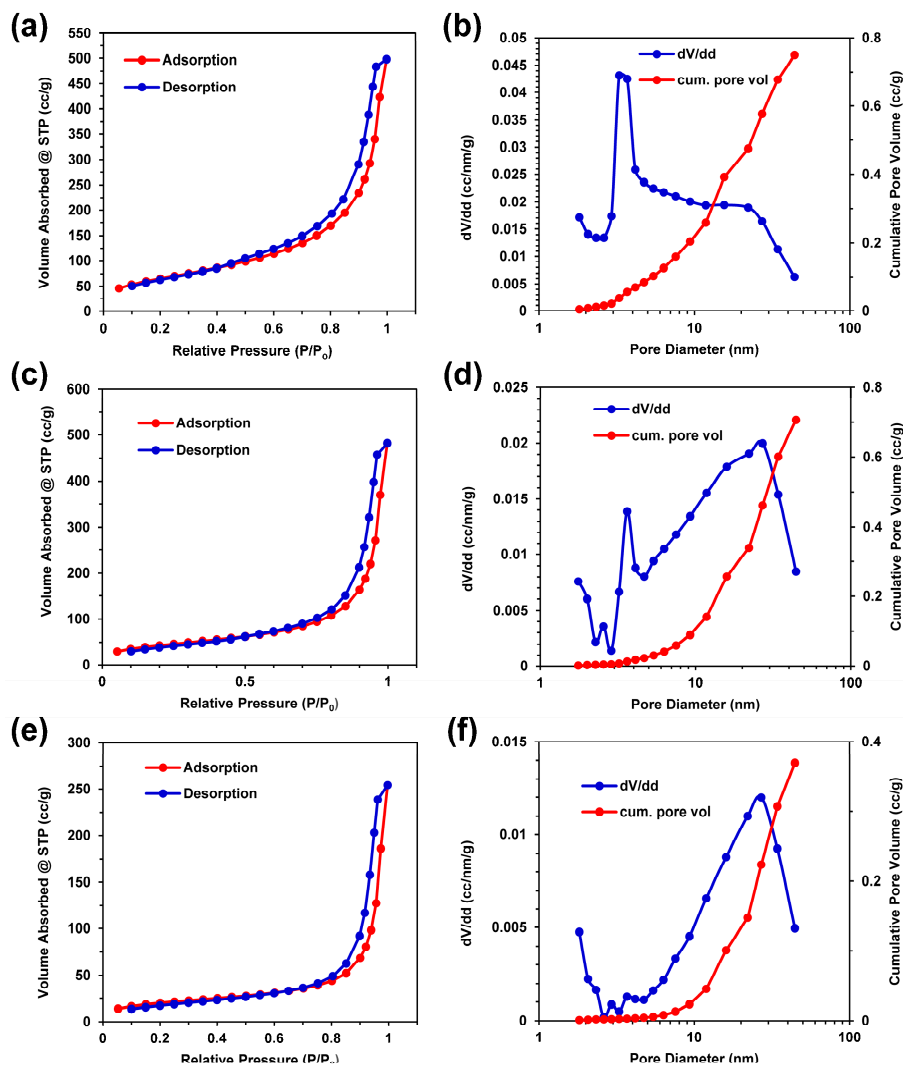 (a)
550
500
450
400
350
300
250
200
150
100
50
0
0 0.2 0.4 0.6 0.8 1
Volume Absorbed @ STP (cc/g)
Relative Pressure (P/Po)
Adsorption
Desorption
(b)
0.05
0.045
0.04
0.035
0.03
0.025
0.02
0.015
0.01
0.005
0
0.8
0.6
0.4
0.2
0
1 10 100
dV/dd (cc/nm/g)
Cumulative Pore Volume (cc/g)
Pore Diameter (nm)
dV/dd
cum. pore vol
(c)
600
500
400
300
200
100
0
0 0.5 1
Volume Absorbed @ STP (cc/g)
Relative Pressure (P/P0)
Adsorption
Desorption
(d)
0.025
0.02
0.015
0.01
0.005
0
0.8
0.6
0.4
0.2
0
1 10 100
dV/dd (cc/nm/g)
Cumulative Pore Volume (cc/g)
Pore Diameter (nm)
dV/dd
cum. pore vol
(e)
300
250
200
150
100
50
0
0 0.2 0.4 0.6 0.8 1
Volume Absorbed @ STP (cc/g)
Relative Pressure
Adsorption
Desorption
(f)
0.015
0.01
0.005
0
0.4
0.2
0
1 10 100
dV/dd (cc/nm/g)
Cumulative Pore Volume (cc/g)
Pore Diameter (nm)
dV/dd
cum. pore vol